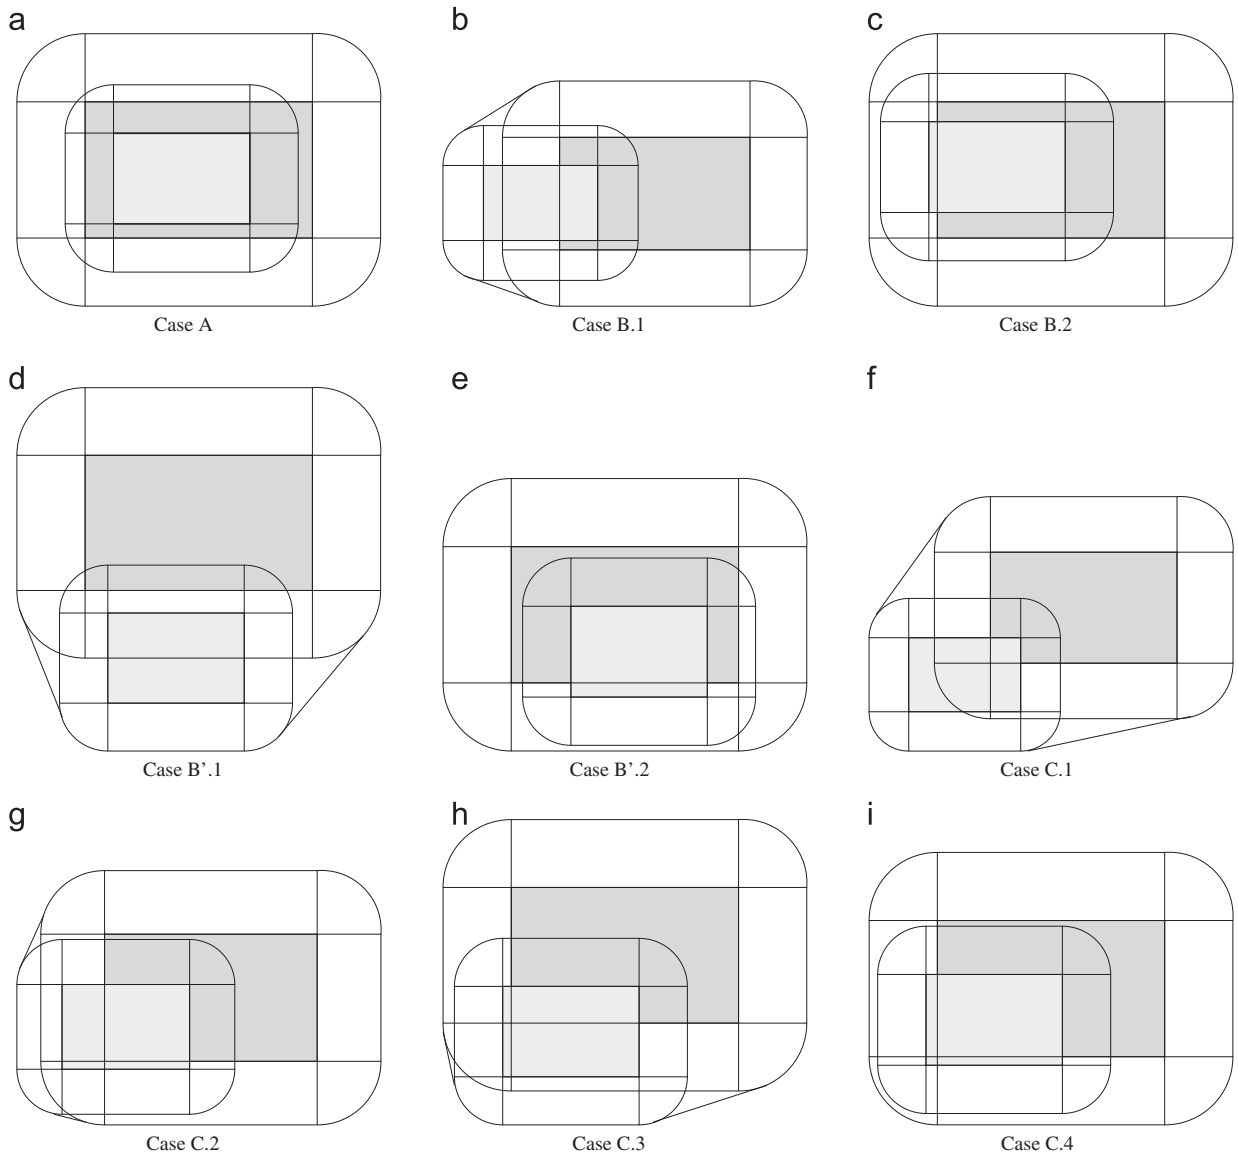 a
b
c
Case A
Case B.1
Case B.2
d
e
f
Case B’.1
Case B’.2
Case C.1
g
h
i
Case C.2
Case C.3
Case C.4